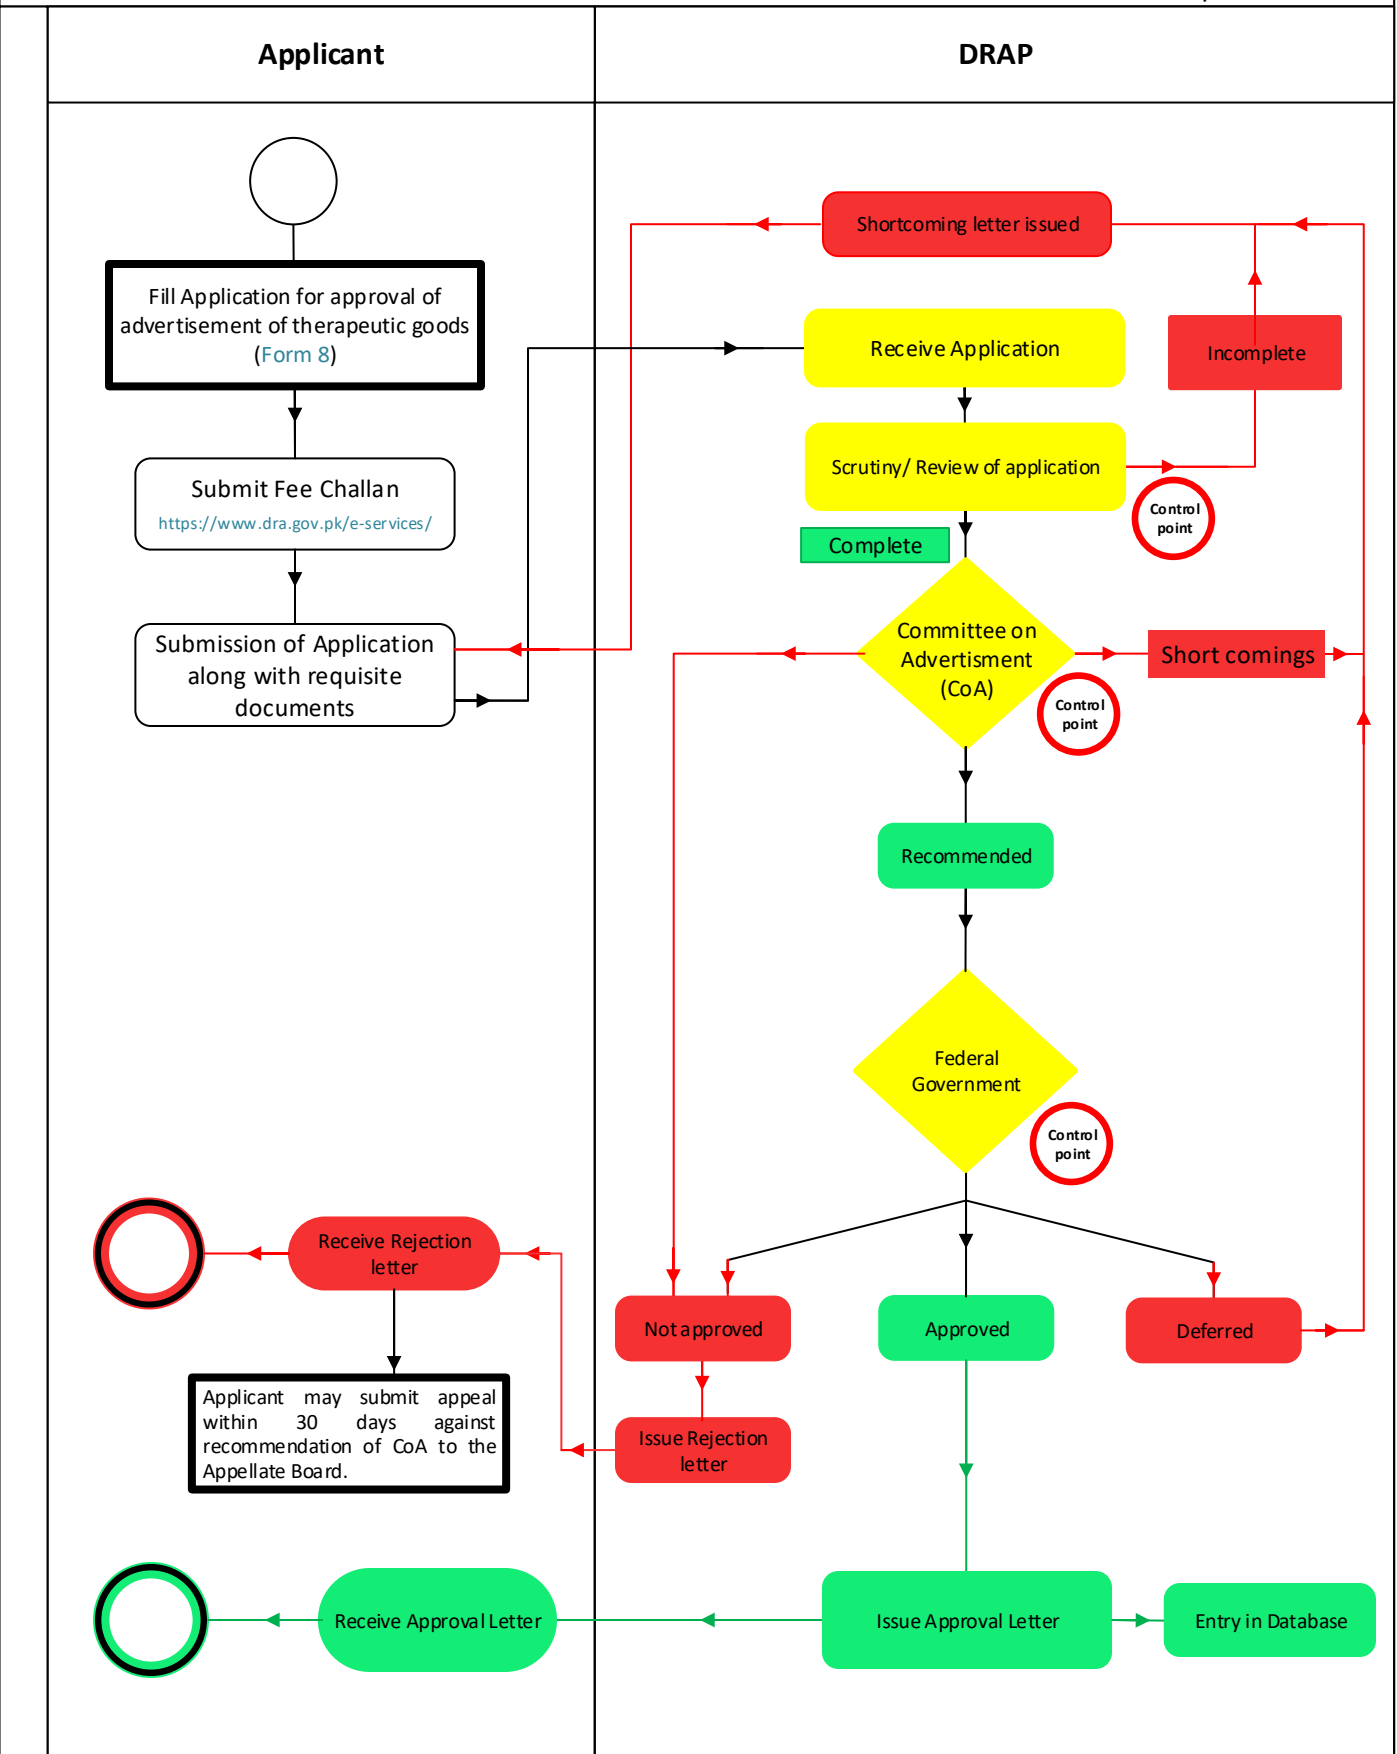 Applicant
DRAP
Fill Application for approval of
advertisement of therapeutic goods
(Form 8)
Submit Fee Challan
https://www.dra.gov.pk/e-services/
Submission of Application
along with requisite
documents
Shortcoming letter issued
Receive Application
Incomplete
Scrutiny/ Review of application
Control
point
Complete
Committee on
Advertisment
(CoA)
Short comings
Control
point
Recommended
Federal
Government
Control
point
Receive Rejection
letter
Not approved
Approved
Deferred
Applicant may submit appeal
within 30 days against
recommendation of CoA to the
Appellate Board.
Issue Rejection
letter
Receive Approval Letter
Issue Approval Letter
Entry in Database